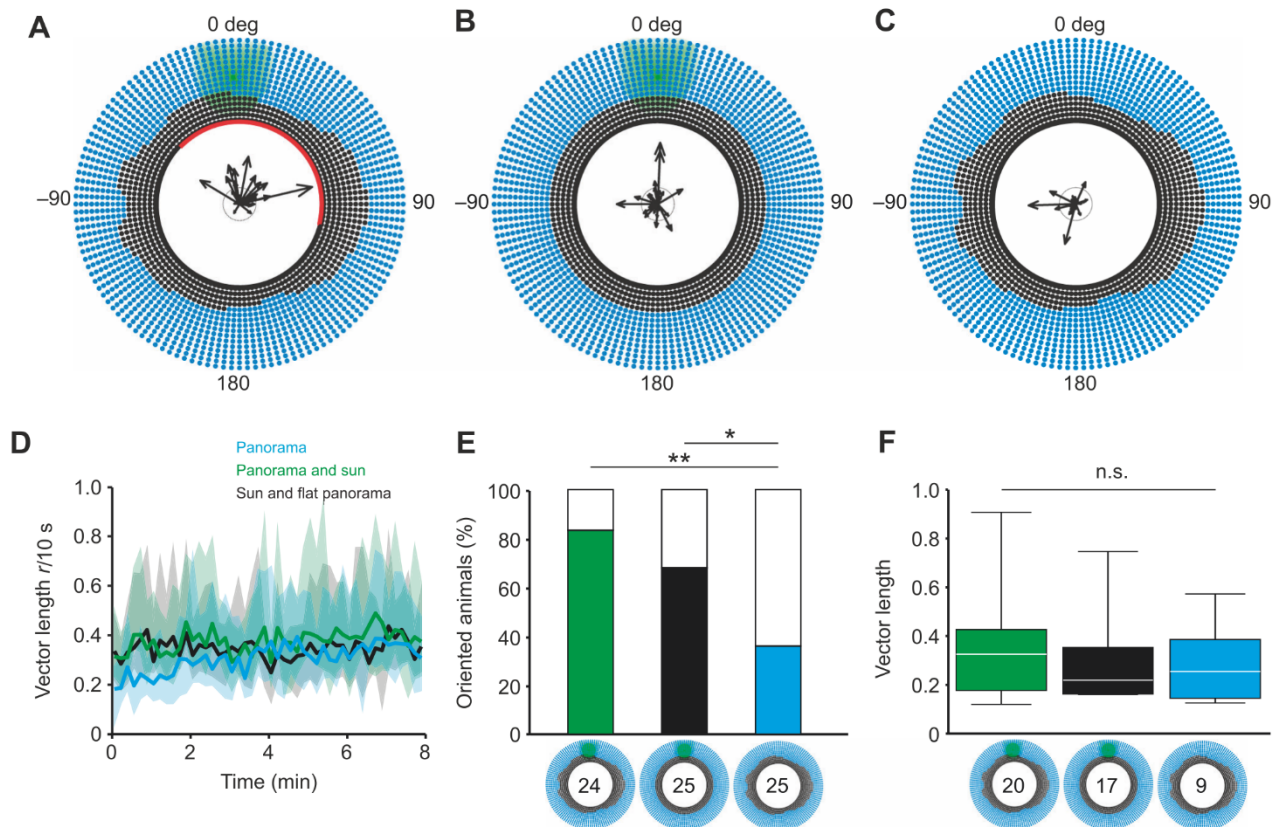 A
0 deg
–90
90
180
B
0 deg
–90
90
180
C
0 deg
–90
90
180
D
Panorama
Panorama and sun
Sun and flat panorama
Vector length r/10 s
1.0
0.8
0.6
0.4
0.2
0
0 2 4 6 8
Time (min)
E
*
**
Oriented animals (%)
100
80
60
40
20
0
24 25 25
F
n.s.
Vector length
1.0
0.8
0.6
0.4
0.2
0
20 17 9